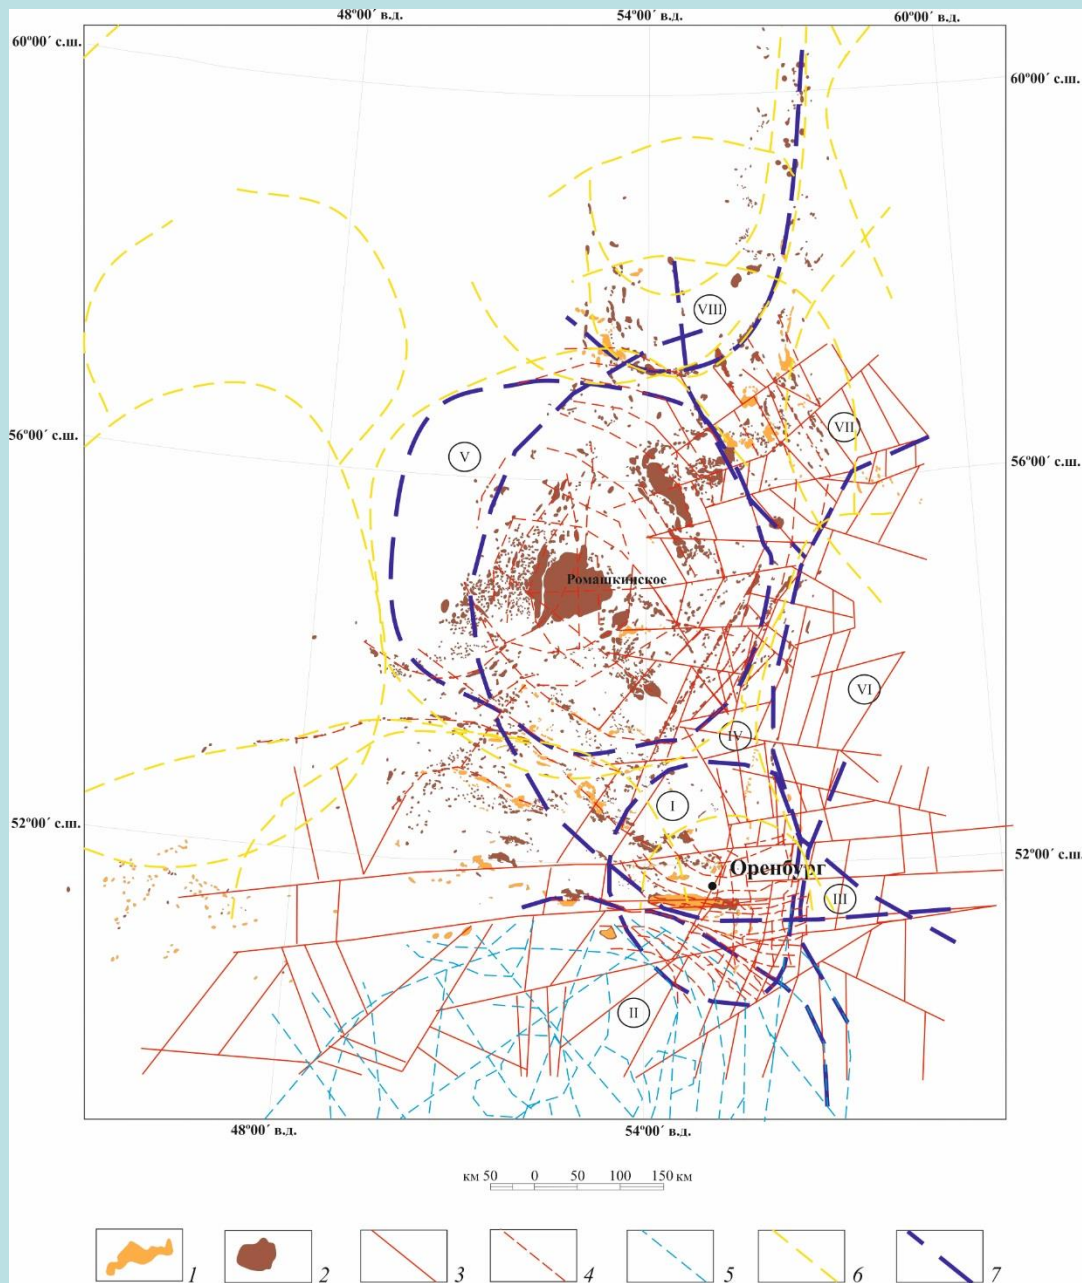 48°00′ в.д.
54°00′ в.д.
60°00′ в.д.
60°00′ с.ш.
60°00′ с.ш.
VIII
56°00′ с.ш.
VII
V
56°00′ с.ш.
Ромашкинское
VI
IV
I
52°00′ с.ш.
52°00′ с.ш.
Оренбург
III
II
48°00′ в.д.
54°00′ в.д.
км 50 0 50 100 150 км
1 2 3 4 5 6 7